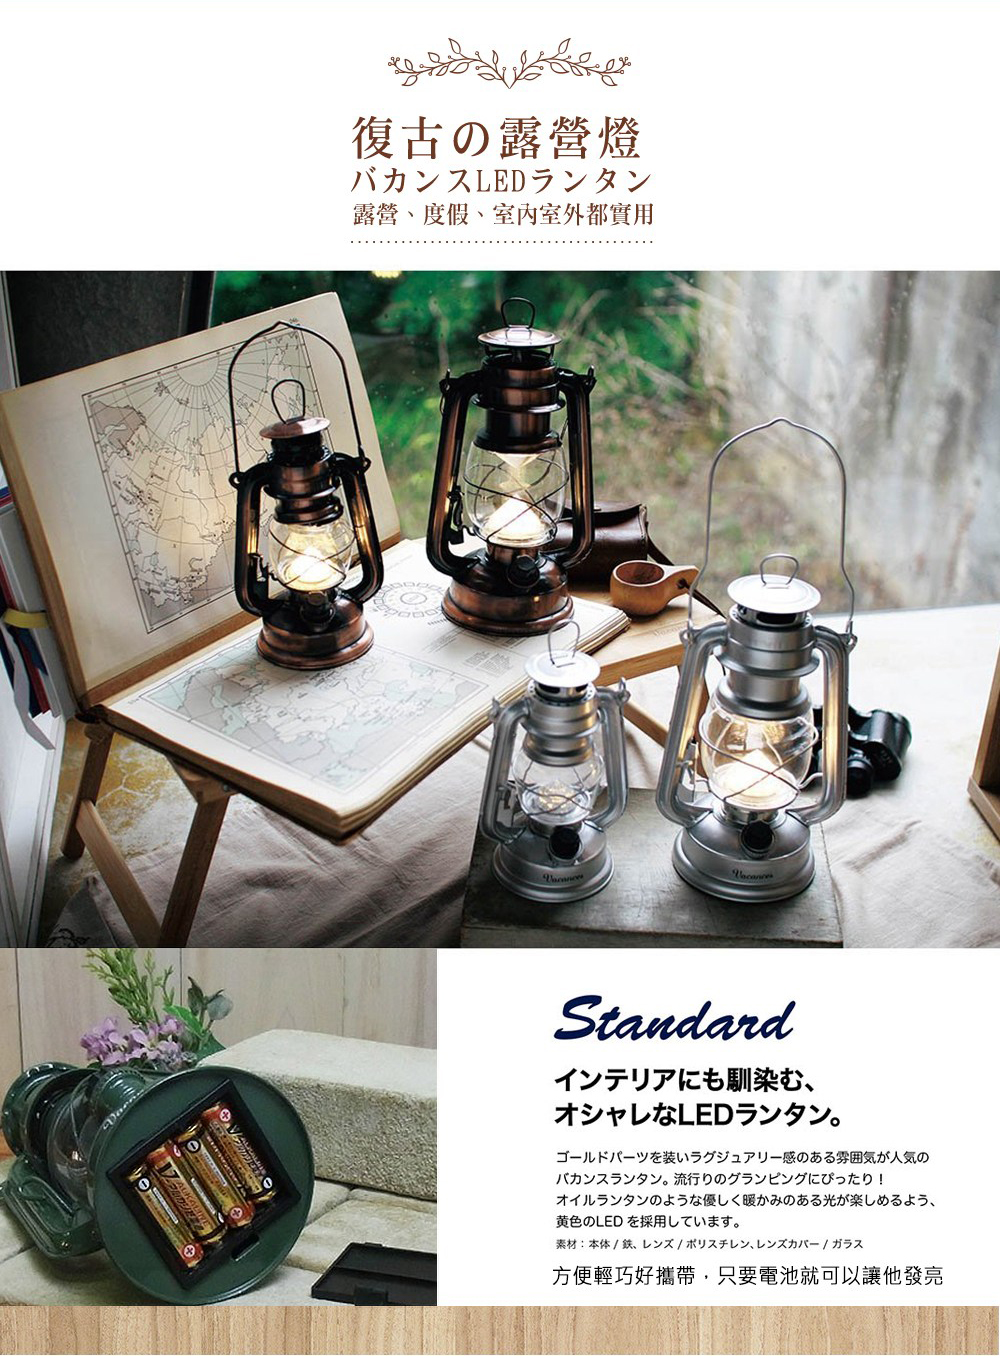 復古の露營燈
バカンスLEDランタン
露營、度假、室內室外都實用
Vacances
Vacances
Standard
インテリアにも馴染む、
オシャレなLEDランタン。
ゴールドパーツを装いラグジュアリー感のある雰囲気が人気の
バカンスランタン。流行りのグランピングにぴったり！
オイルランタンのような優しく暖かみのある光が楽しめるよう、
黄色のLED を採用しています。
素材：本体 / 鉄、レンズ / ポリスチレン、レンズカバー / ガラス
方便輕巧好攜帶，只要電池就可以讓他發亮